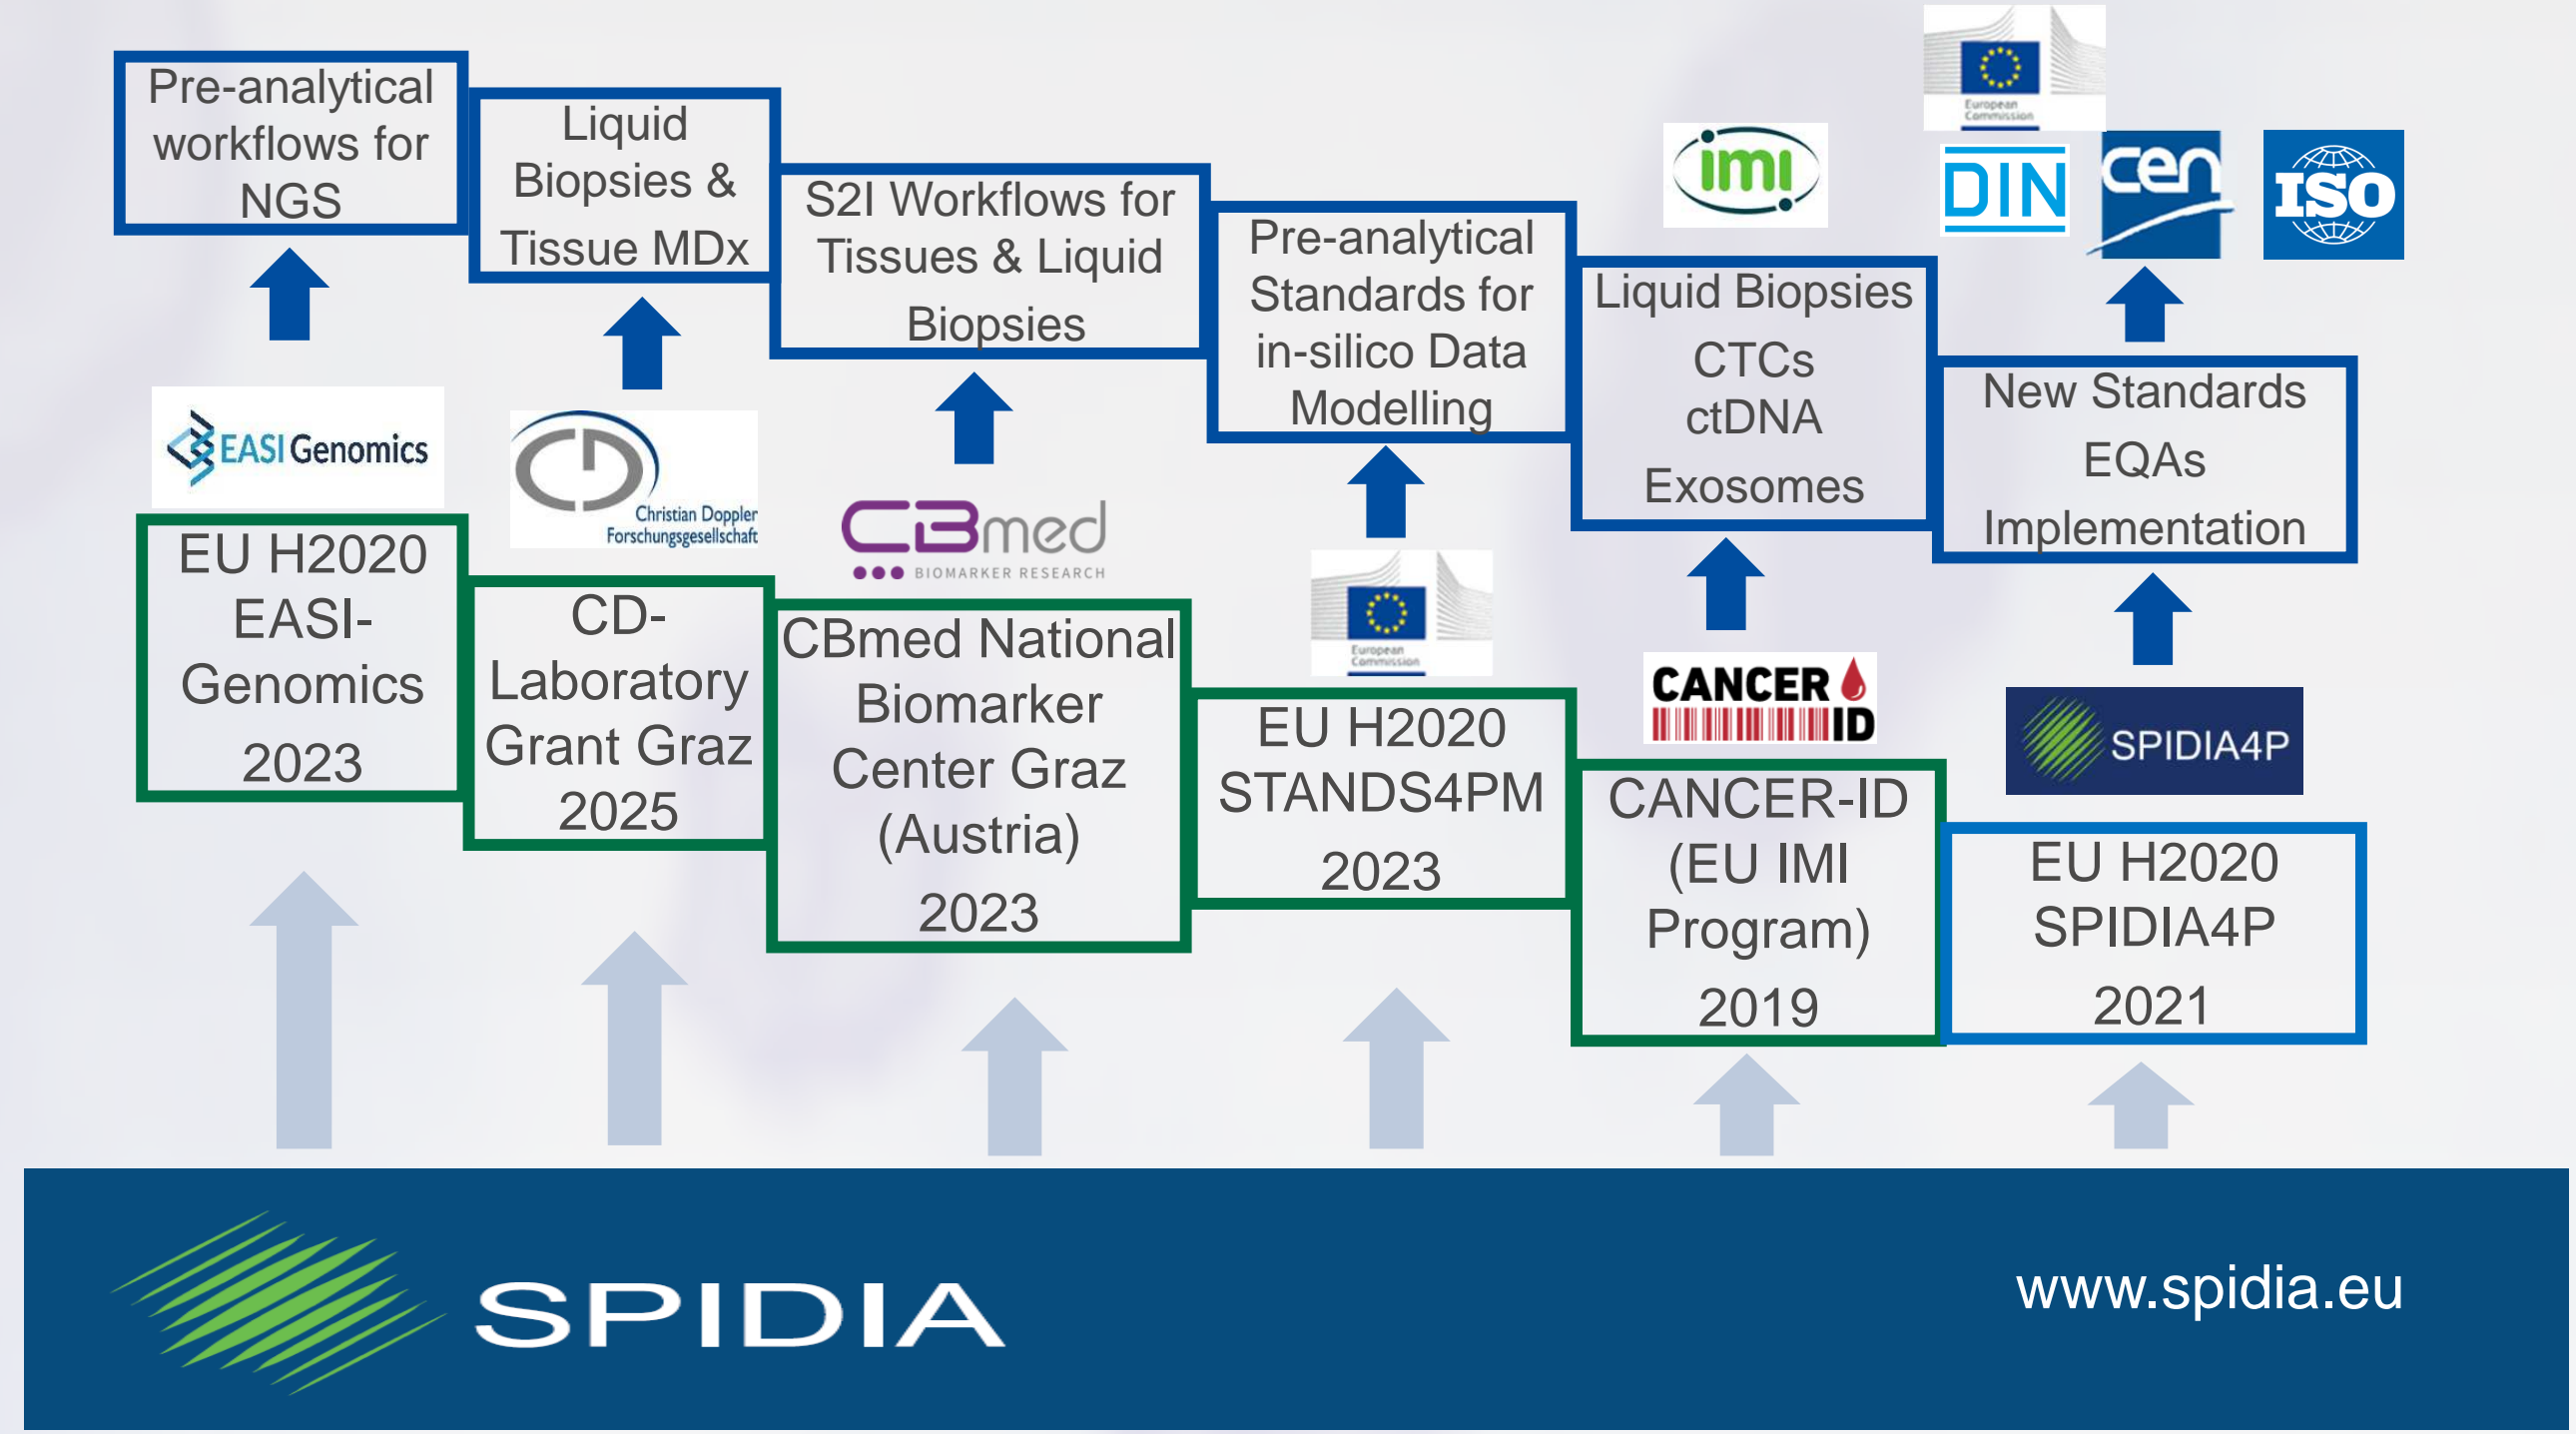 Pre-analytical
workflows for
NGS
Liquid
Biopsies &
Tissue MDx
S2I Workflows for
Tissues & Liquid
Biopsies
Pre-analytical
Standards for
in-silico Data
Modelling
imi
Liquid Biopsies
CTCs
ctDNA
Exosomes
European
Commission
DIN
cen
ISO
New Standards
EQAs
Implementation
EASI Genomics
EU H2020
EASI-
Genomics
2023
Christian Doppler
Forschungsgesellschaft
CD-
Laboratory
Grant Graz
2025
CBmed
BIOMARKER RESEARCH
CBmed National
Biomarker
Center Graz
(Austria)
2023
European
Commission
EU H2020
STANDS4PM
2023
CANCER
ID
CANCER-ID
(EU IMI
Program)
2019
SPIDIA4P
EU H2020
SPIDIA4P
2021
SPIDIA
www.spidia.eu